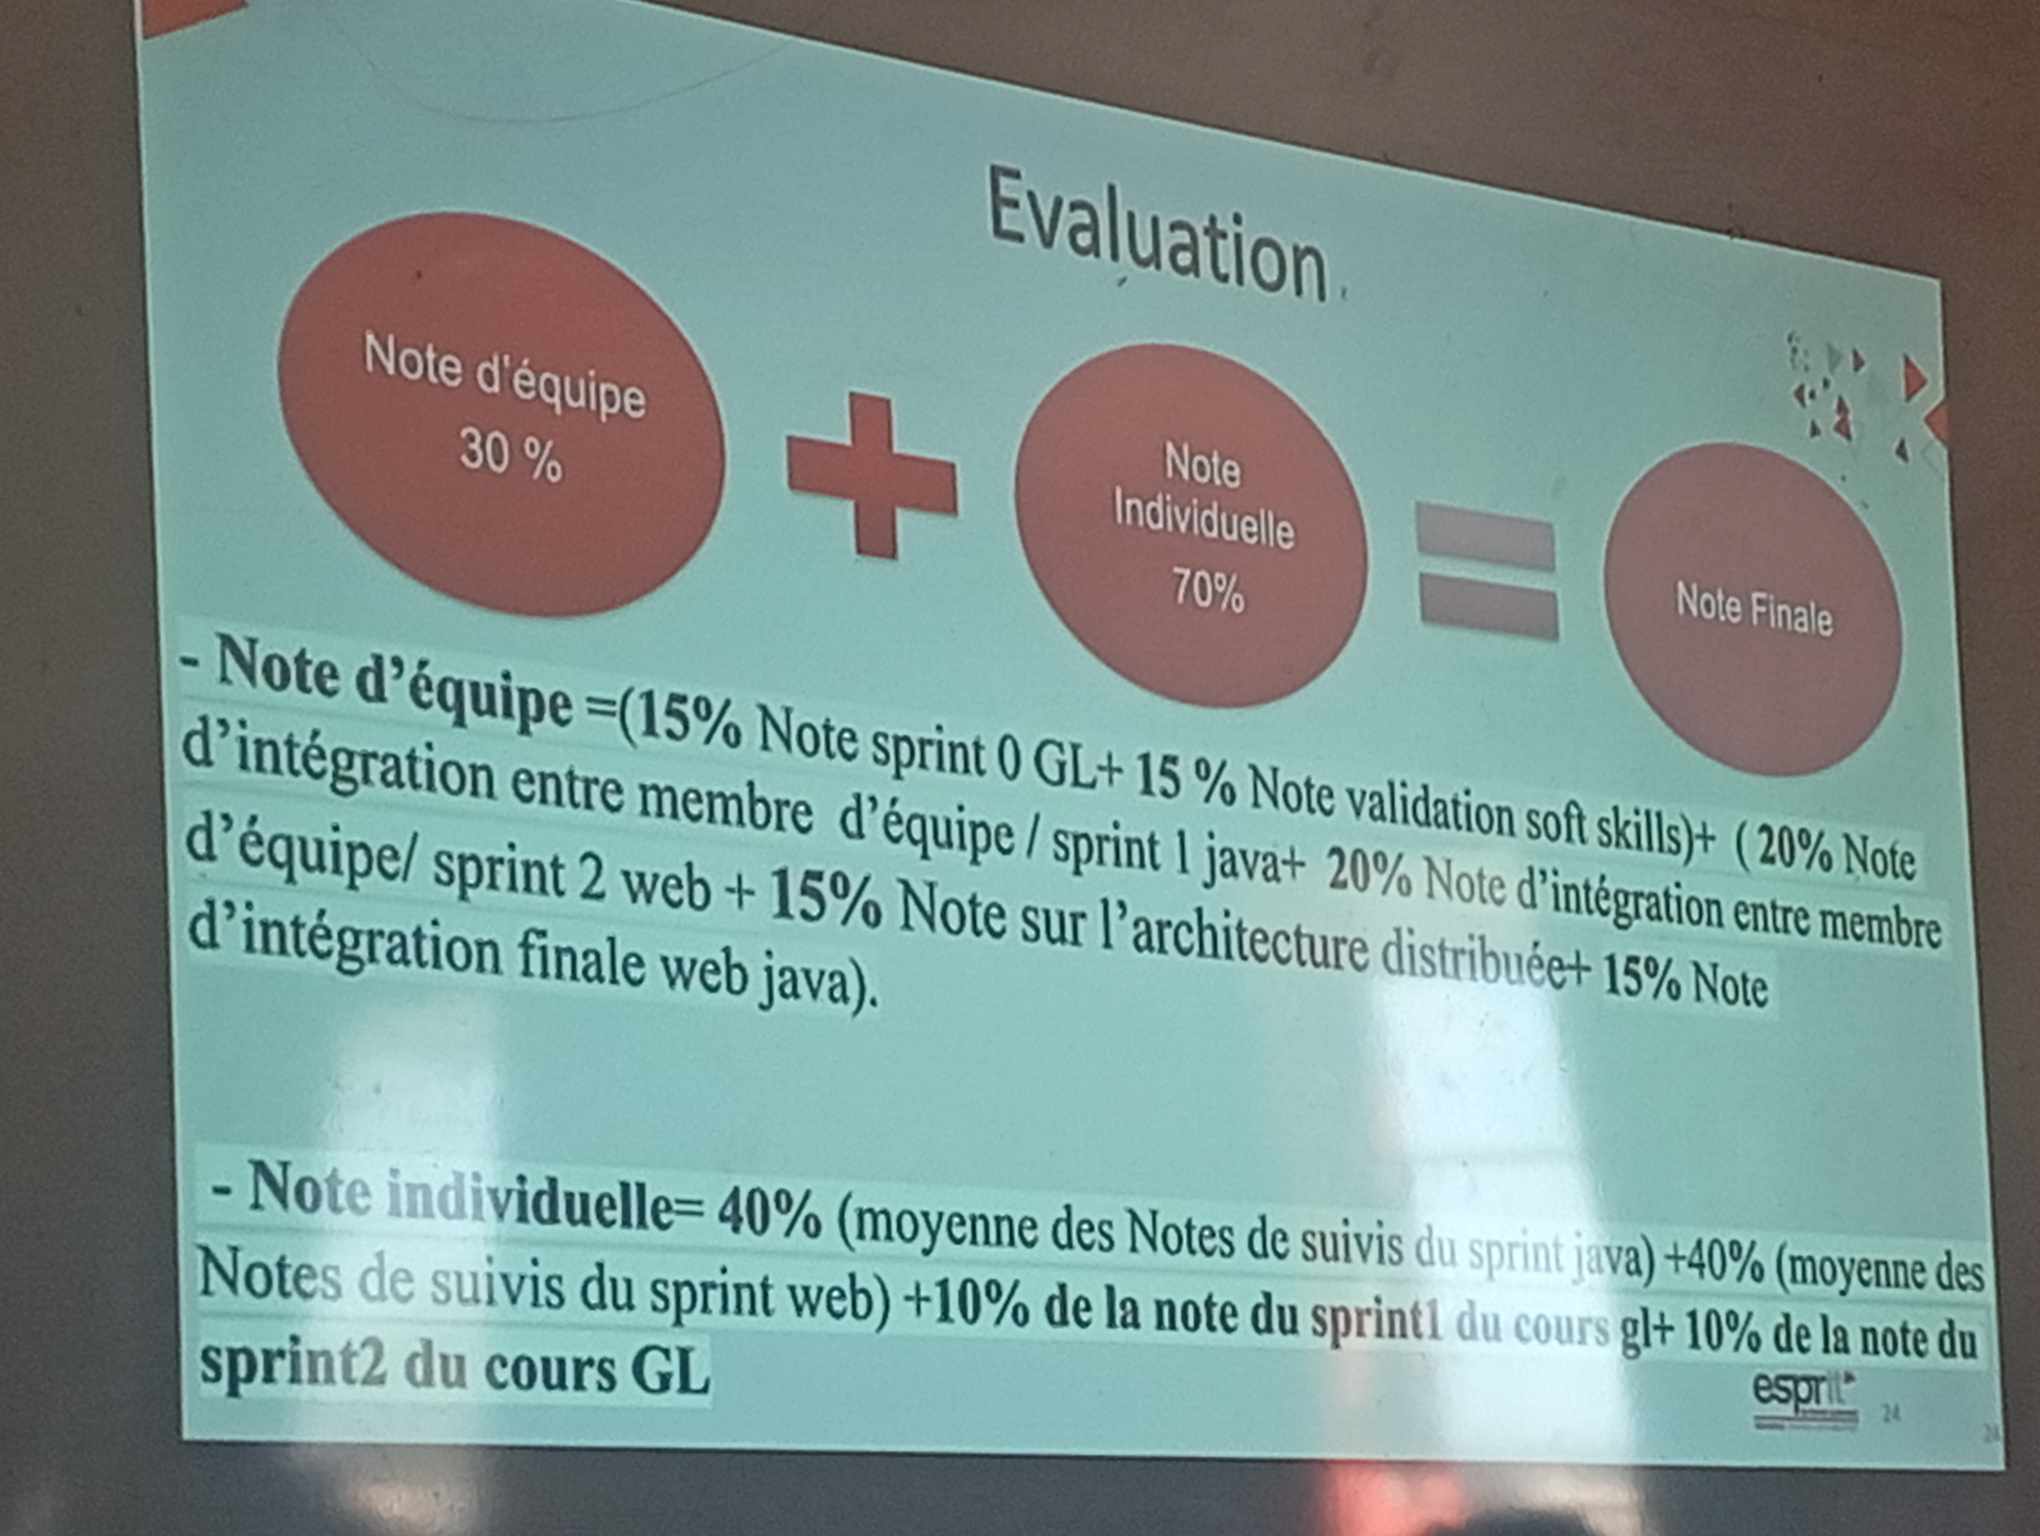 Evaluation
Note d'équipe
30 %
Note
Individuelle
70%
Note Finale
- Note d’équipe =(15% Note sprint 0 GL+ 15 % Note validation soft skills)+ ( 20% Note
d’intégration entre membre d’équipe / sprint 1 java+ 20% Note d’intégration entre membre
d’équipe/ sprint 2 web + 15% Note sur l’architecture distribuée+ 15% Note
d’intégration finale web java).
- Note individuelle= 40% (moyenne des Notes de suivis du sprint java) +40% (moyenne des
Notes de suivis du sprint web) +10% de la note du sprint1 du cours gl+ 10% de la note du
sprint2 du cours GL
esprit
24